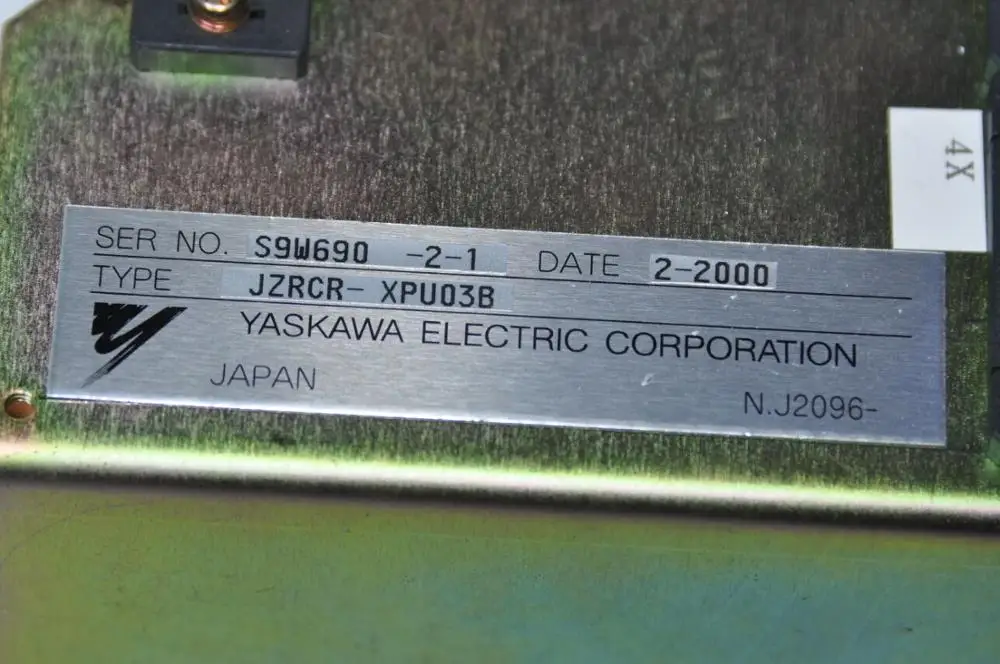 4X
SER NO. S9W690 -2-1 DATE 2-2000
TYPE JZRCR- XPU03B
YASKAWA ELECTRIC CORPORATION
JAPAN
N.J2096-